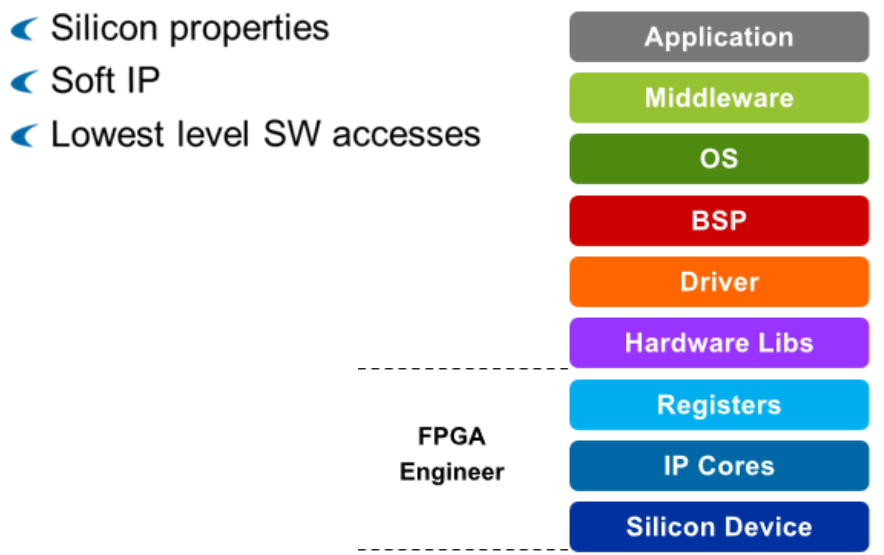 Silicon properties
Soft IP
Lowest level SW accesses
Application
Middleware
OS
BSP
Driver
Hardware Libs
Registers
IP Cores
Silicon Device
FPGA
Engineer